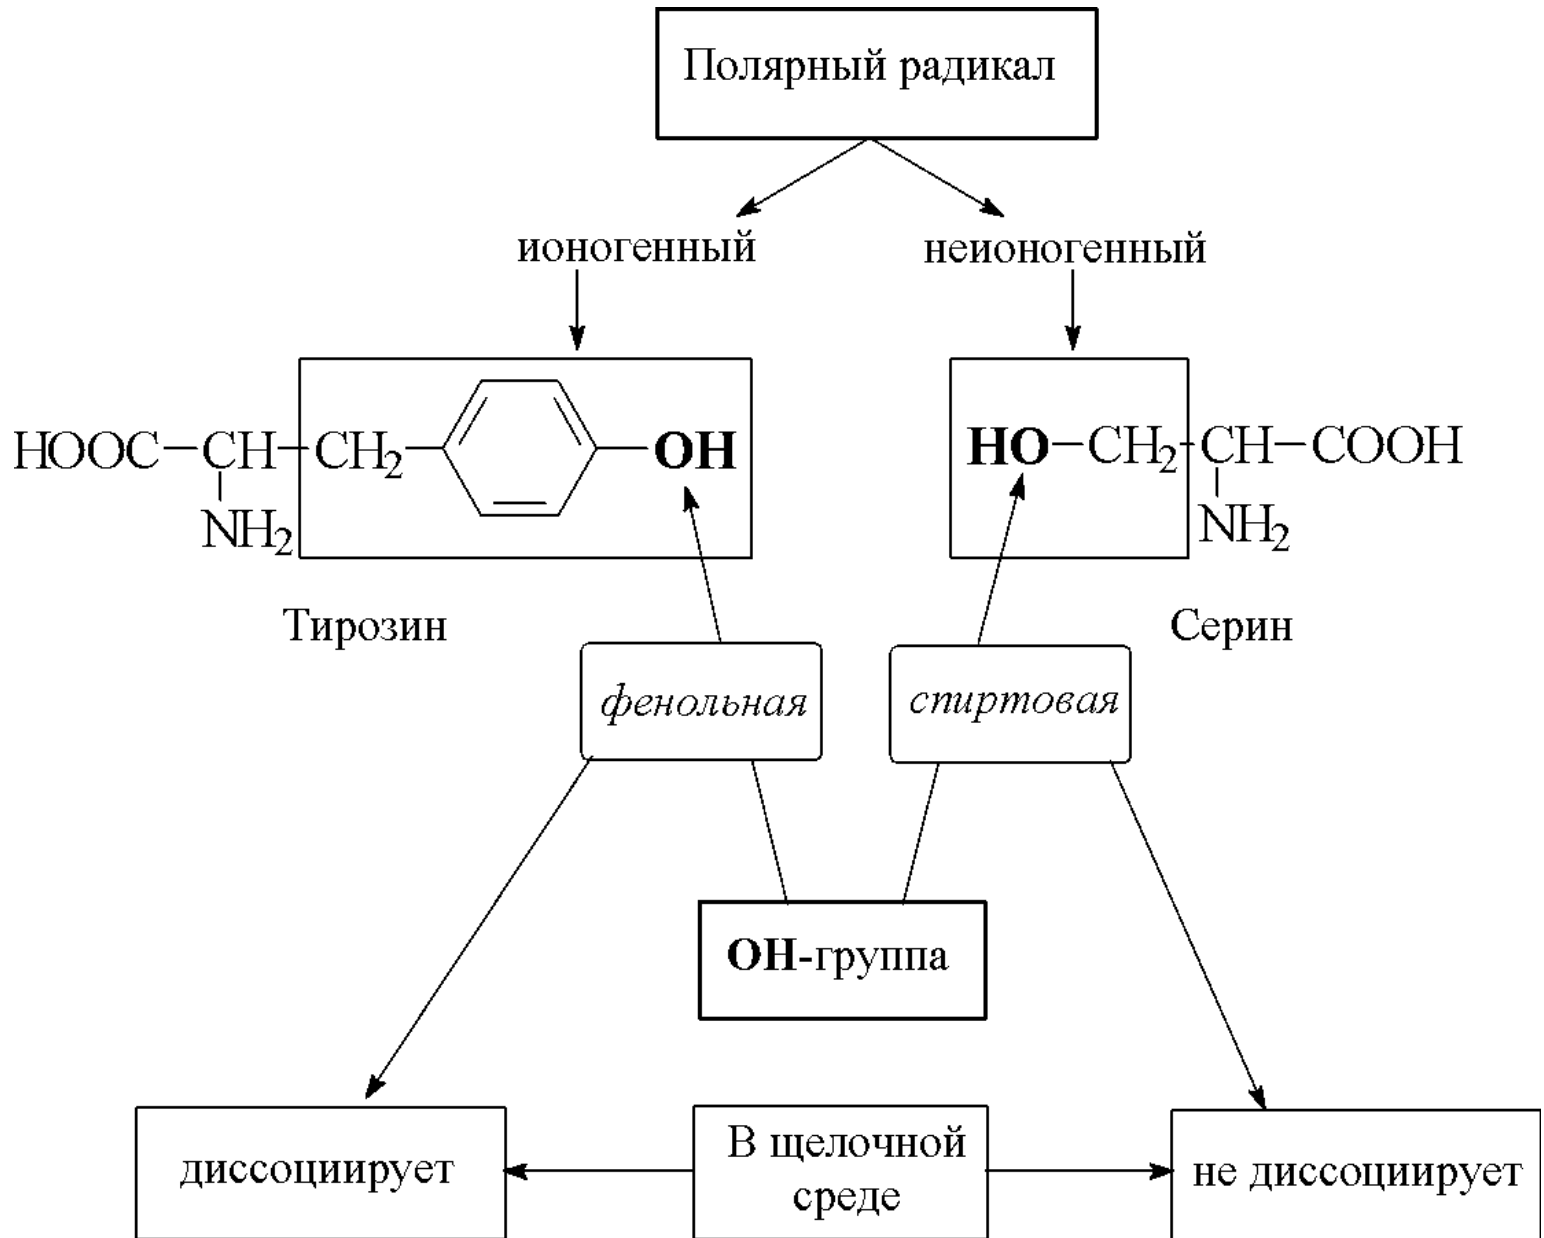 Полярный радикал
ионогенный
неионогенный
HOOC—CH—CH₂—OH
NH₂
HO—CH₂—CH—COOH
NH₂
Тирозин
Серин
фенольная
спиртовая
OH-группа
диссоциирует
В щелочной
среде
не диссоциирует